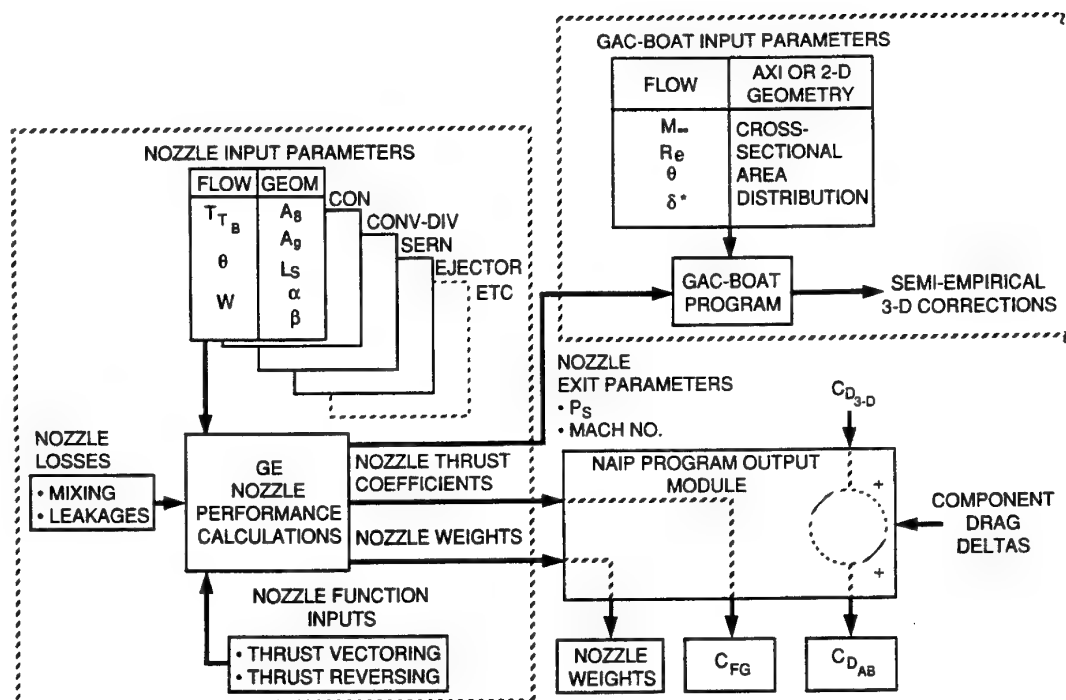 GAC-BOAT INPUT PARAMETERS
FLOW
AXI OR 2-D
GEOMETRY
M∞
Re
θ
δ*
CROSS-
SECTIONAL
AREA
DISTRIBUTION
GAC-BOAT
PROGRAM
SEMI-EMPIRICAL
3-D CORRECTIONS
NOZZLE INPUT PARAMETERS
FLOW
GEOM
T_T_B
θ
W
A8
A9
LS
α
β
CON
CONV-DIV
SERN
EJECTOR
ETC
NOZZLE
EXIT PARAMETERS
• PS
• MACH NO.
NOZZLE
LOSSES
• MIXING
• LEAKAGES
GE
NOZZLE
PERFORMANCE
CALCULATIONS
NOZZLE THRUST
COEFFICIENTS
NOZZLE WEIGHTS
NOZZLE FUNCTION
INPUTS
• THRUST VECTORING
• THRUST REVERSING
C_D_3-D
NAIP PROGRAM OUTPUT
MODULE
+
+
COMPONENT
DRAG
DELTAS
NOZZLE
WEIGHTS
C_FG
C_D_AB